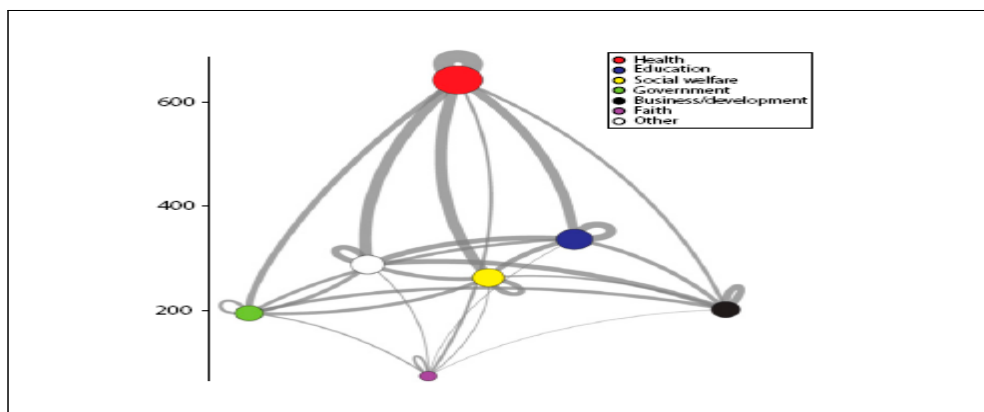 600
400
200
Health
Education
Social welfare
Government
Business/development
Faith
Other